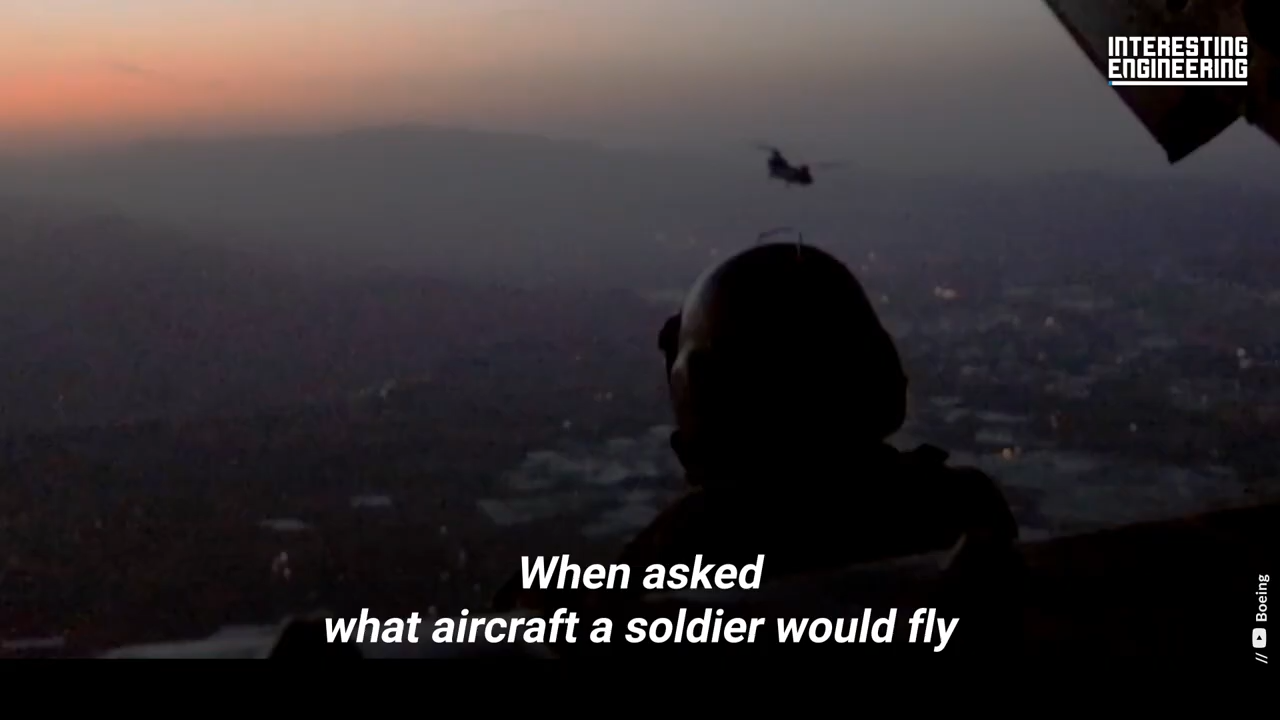 INTERESTING
ENGINEERING
When asked
what aircraft a soldier would fly
// Boeing